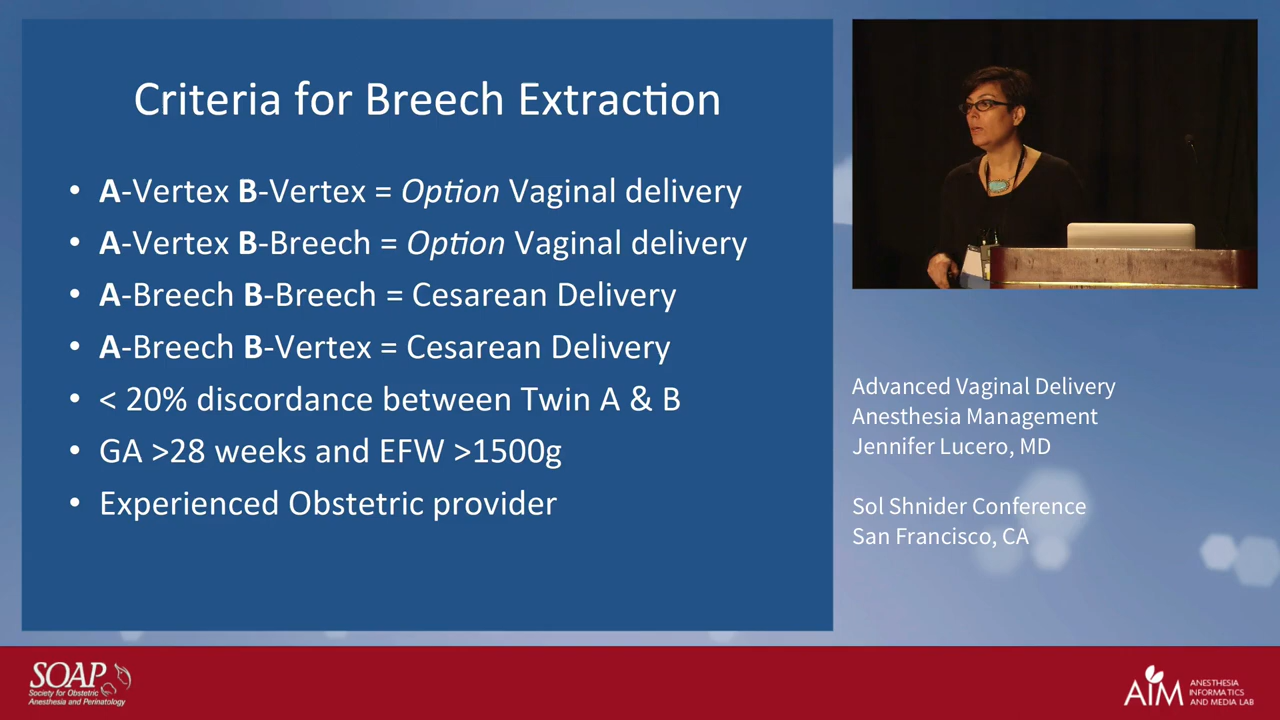 Criteria for Breech Extraction
• A-Vertex B-Vertex = Option Vaginal delivery
• A-Vertex B-Breech = Option Vaginal delivery
• A-Breech B-Breech = Cesarean Delivery
• A-Breech B-Vertex = Cesarean Delivery
• < 20% discordance between Twin A & B
• GA >28 weeks and EFW >1500g
• Experienced Obstetric provider
Advanced Vaginal Delivery
Anesthesia Management
Jennifer Lucero, MD
Sol Shnider Conference
San Francisco, CA
SOAP
Society for Obstetric
Anesthesia and Perinatology
AIM
ANESTHESIA
INFORMATICS
AND MEDIA LAB